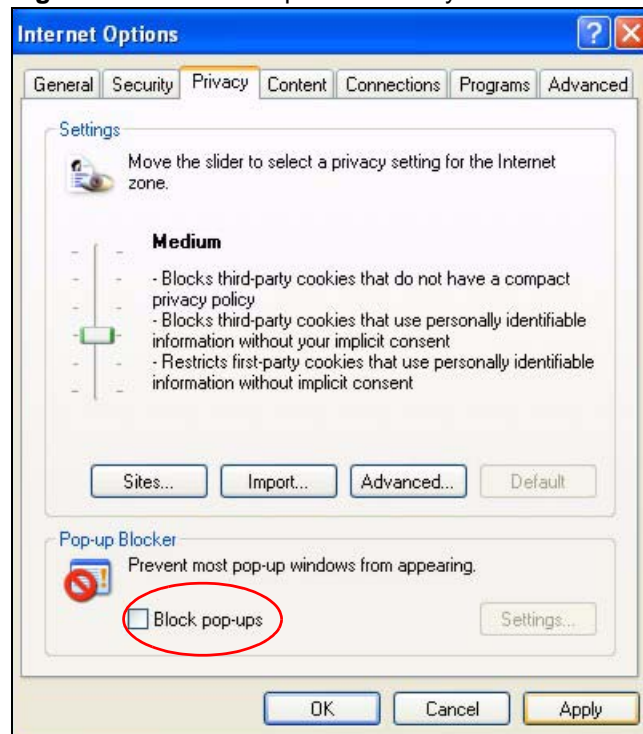 Internet Options
General Security Privacy Content Connections Programs Advanced
Settings
Move the slider to select a privacy setting for the Internet
zone.
Medium
- Blocks third-party cookies that do not have a compact
privacy policy
- Blocks third-party cookies that use personally identifiable
information without your implicit consent
- Restricts first-party cookies that use personally identifiable
information without implicit consent
Sites... Import... Advanced... Default
Pop-up Blocker
Prevent most pop-up windows from appearing.
Block pop-ups
Settings...
OK Cancel Apply